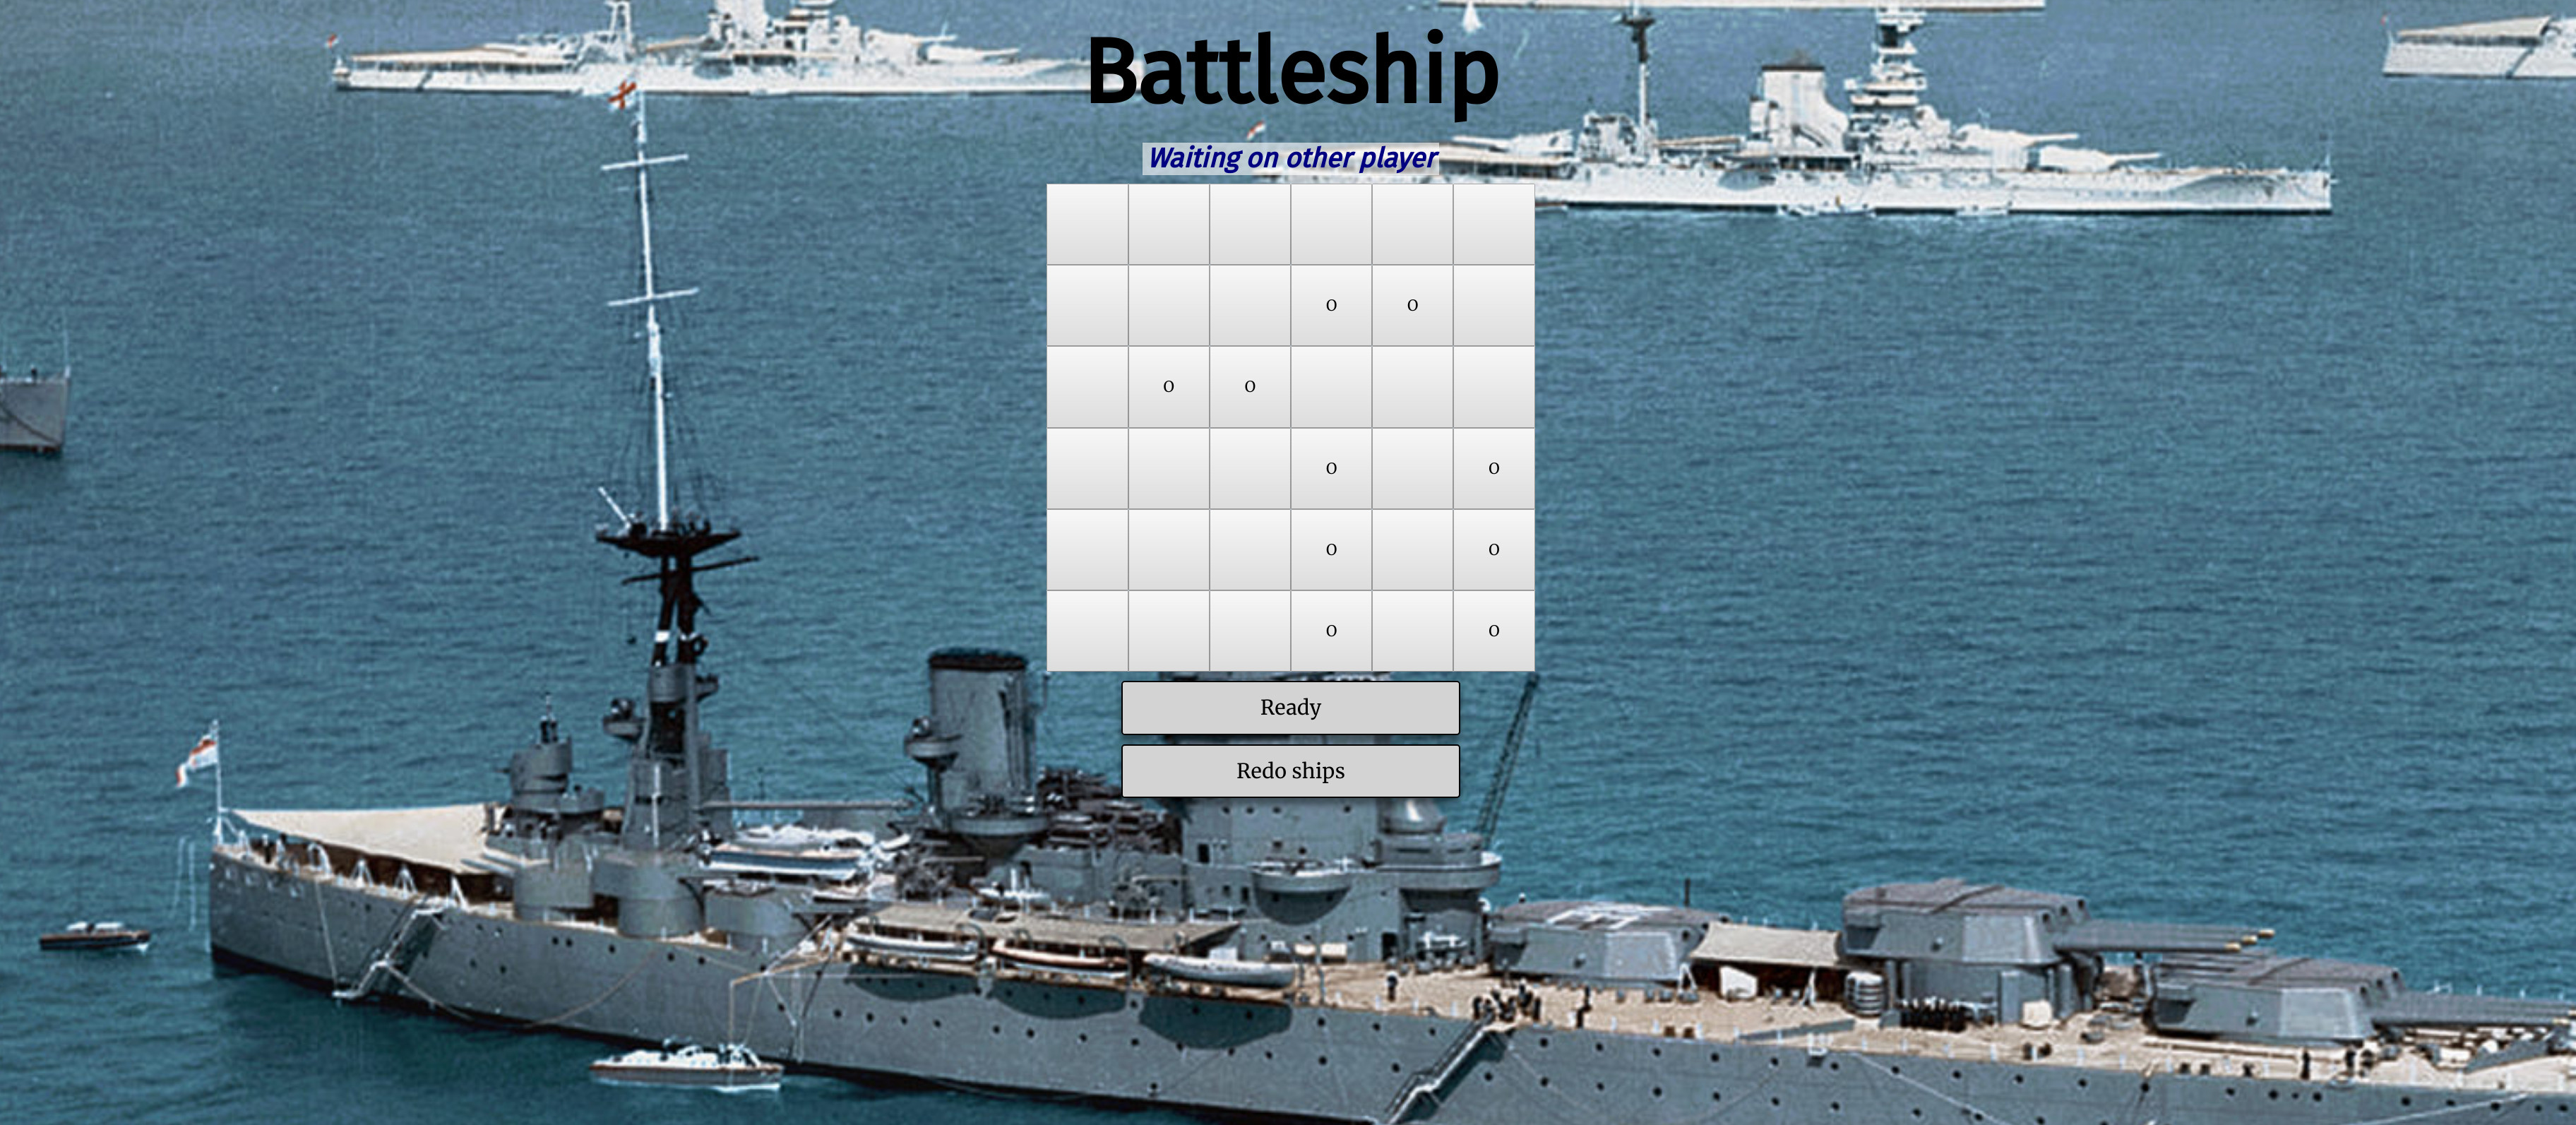 Battleship
Waiting on other player
o o
o o
o o
o o
o o
Ready
Redo ships